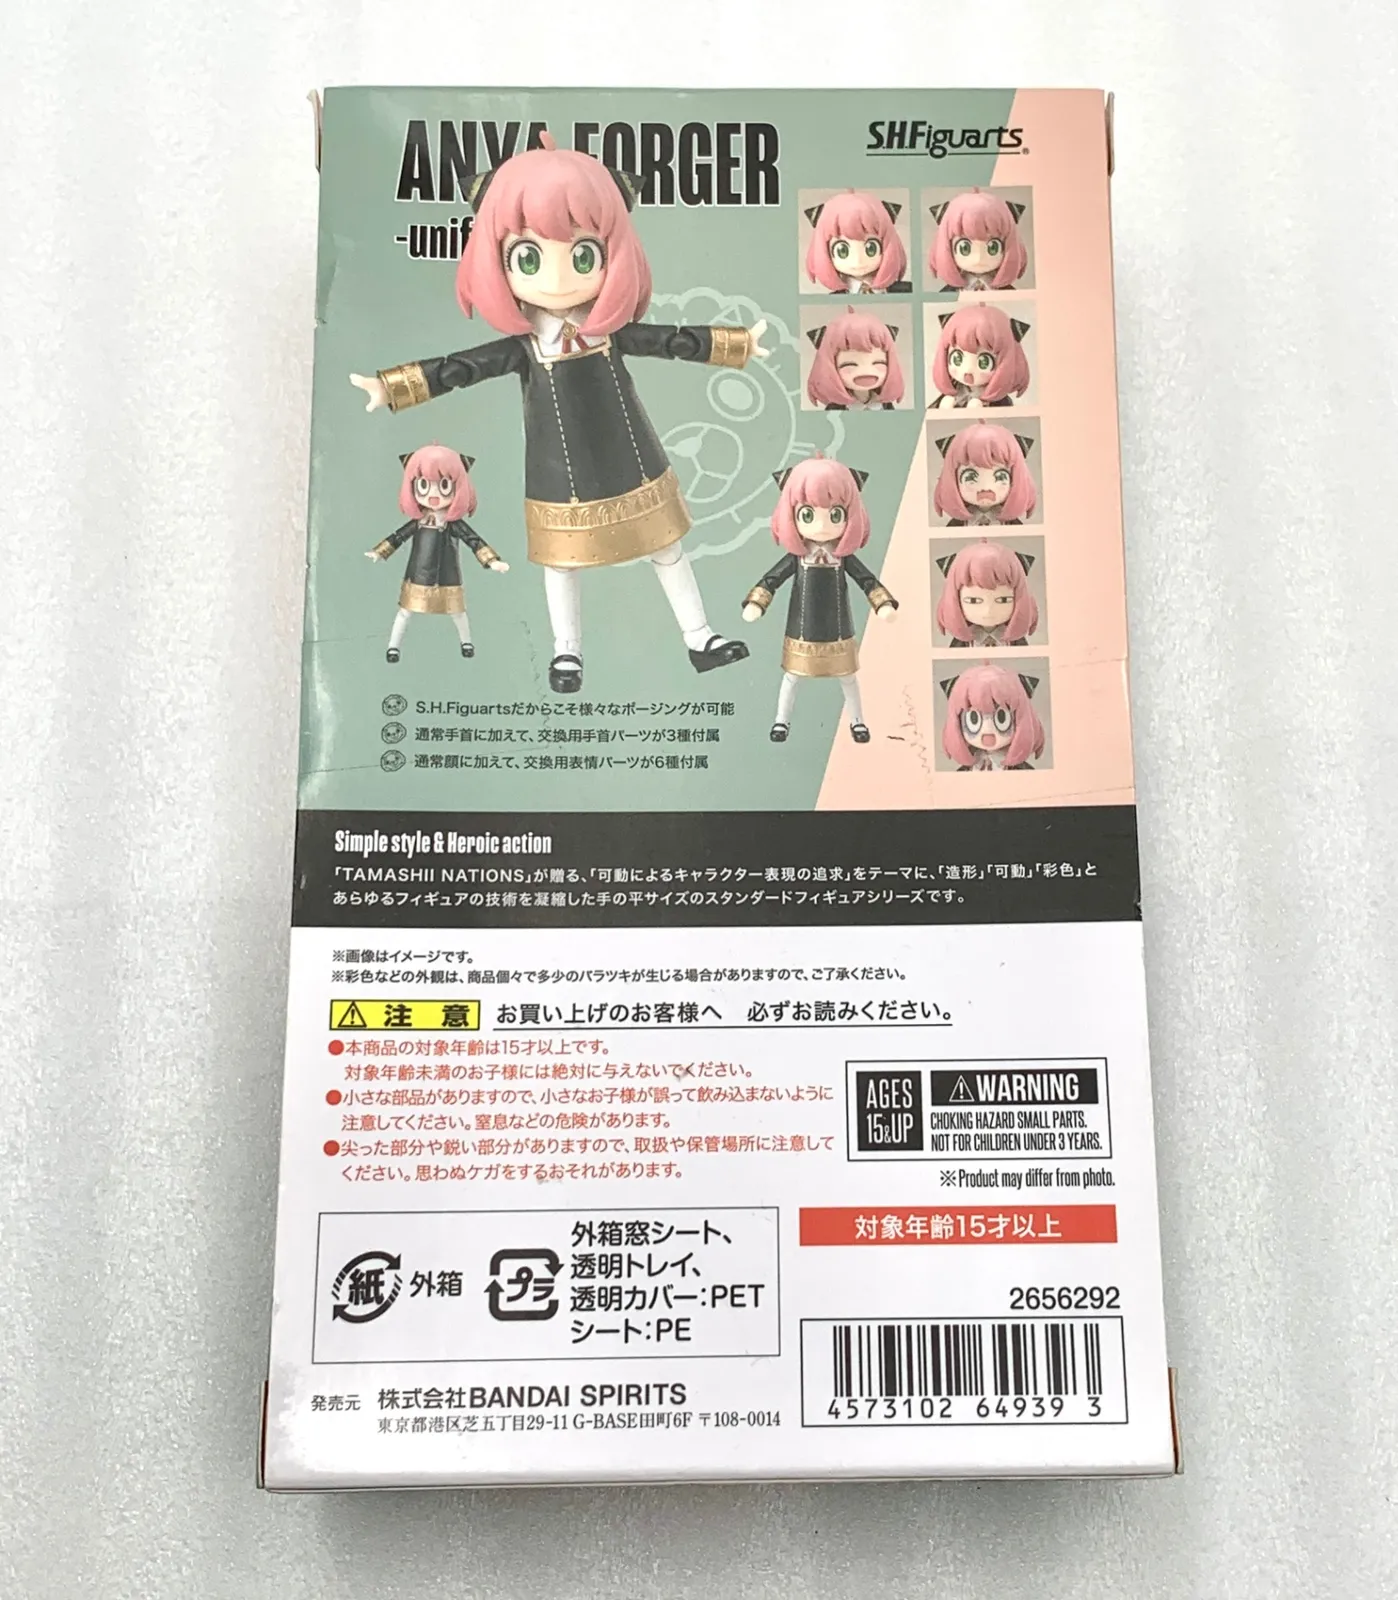 ANYA FORGER
-unif
S.H.Figuarts®
S.H.Figuartsだからこそ様々なポージングが可能
通常手首に加えて、交換用手首パーツが3種付属
通常顔に加えて、交換用表情パーツが6種付属
Simple style & Heroic action
「TAMASHII NATIONS」が贈る、「可動によるキャラクター表現の追求」をテーマに、「造形」「可動」「彩色」と
あらゆるフィギュアの技術を凝縮した手の平サイズのスタンダードフィギュアシリーズです。
※画像はイメージです。
※彩色などの外観は、商品個々で多少のバラツキが生じる場合がありますので、ご了承ください。
⚠注意 お買い上げのお客様へ 必ずお読みください。
●本商品の対象年齢は15才以上です。
対象年齢未満のお子様には絶対に与えないでください。
●小さな部品がありますので、小さなお子様が誤って飲み込まないように
注意してください。窒息などの危険があります。
●尖った部分や鋭い部分がありますので、取扱や保管場所に注意して
ください。思わぬケガをするおそれがあります。
AGES
15&UP
⚠WARNING
CHOKING HAZARD SMALL PARTS.
NOT FOR CHILDREN UNDER 3 YEARS.
※Product may differ from photo.
対象年齢15才以上
紙 外箱
プラ
外箱窓シート、
透明トレイ、
透明カバー:PET
シート:PE
2656292
4573102 64939 3
発売元 株式会社BANDAI SPIRITS
東京都港区芝五丁目29-11 G-BASE田町6F 〒108-0014